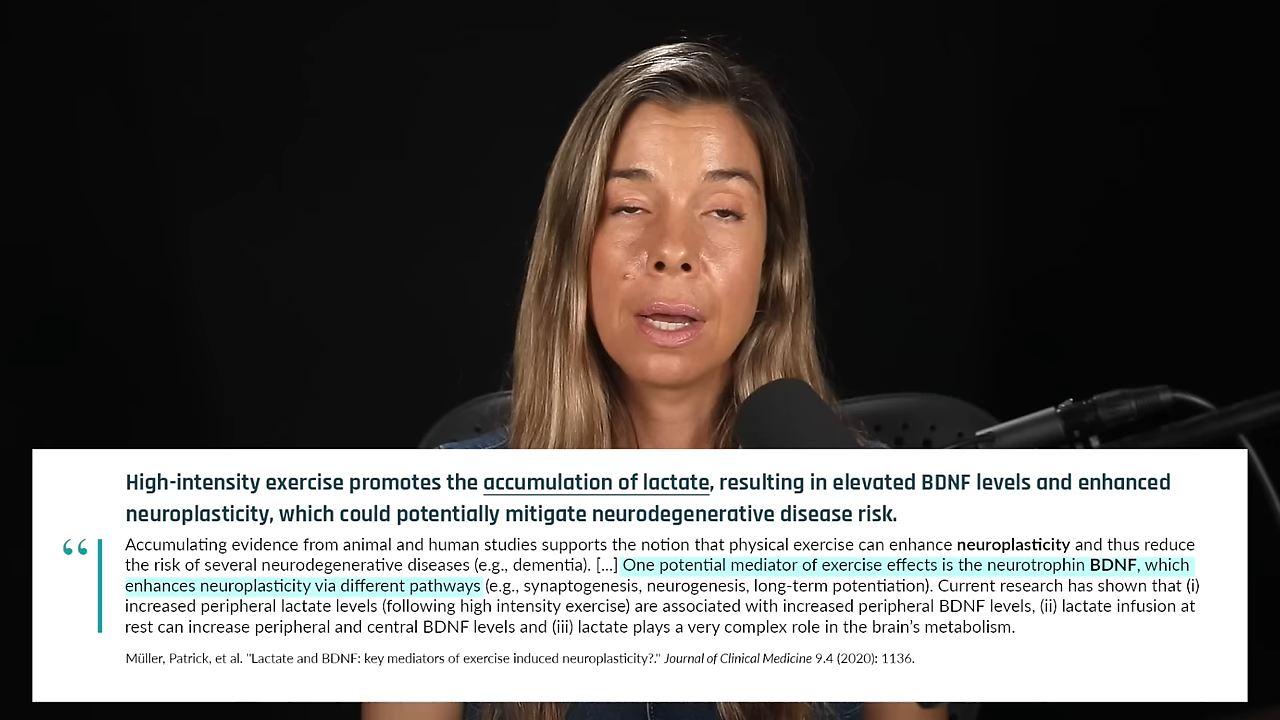 High-intensity exercise promotes the accumulation of lactate, resulting in elevated BDNF levels and enhanced
neuroplasticity, which could potentially mitigate neurodegenerative disease risk.
“ Accumulating evidence from animal and human studies supports the notion that physical exercise can enhance neuroplasticity and thus reduce
the risk of several neurodegenerative diseases (e.g., dementia). [...] One potential mediator of exercise effects is the neurotrophin BDNF, which
enhances neuroplasticity via different pathways (e.g., synaptogenesis, neurogenesis, long-term potentiation). Current research has shown that (i)
increased peripheral lactate levels (following high intensity exercise) are associated with increased peripheral BDNF levels, (ii) lactate infusion at
rest can increase peripheral and central BDNF levels and (iii) lactate plays a very complex role in the brain's metabolism.
Müller, Patrick, et al. "Lactate and BDNF: key mediators of exercise induced neuroplasticity?." Journal of Clinical Medicine 9.4 (2020): 1136.